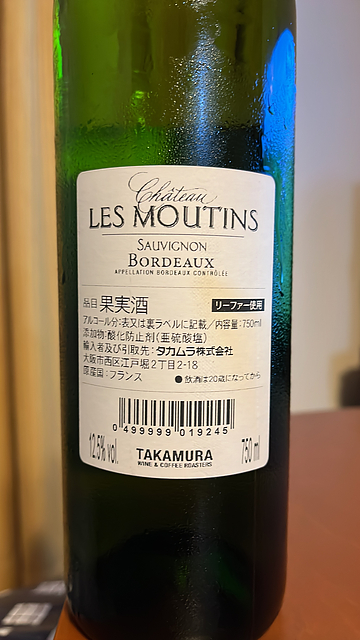 Château
LES MOUTINS
SAUVIGNON
BORDEAUX
APPELLATION BORDEAUX CONTRÔLÉE
品目 果実酒 リーファー使用
アルコール分:表又は裏ラベルに記載/内容量:750ml
添加物:酸化防止剤(亜硫酸塩)
輸入者及び引取先:タカムラ株式会社
大阪市西区江戸堀2丁目2-18
原産国:フランス ●飲酒は20歳になってから
0 499999 019245
12.5% vol. TAKAMURA 750 ml
WINE & COFFEE ROASTERS